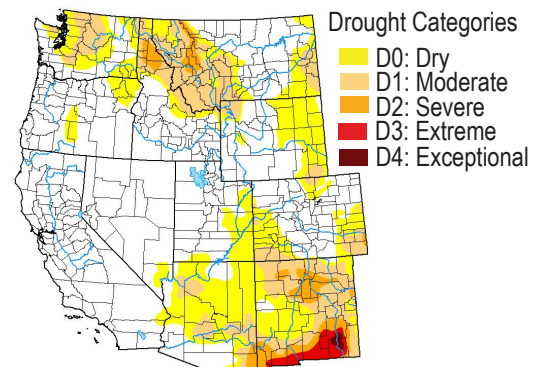 Drought Categories
D0: Dry
D1: Moderate
D2: Severe
D3: Extreme
D4: Exceptional